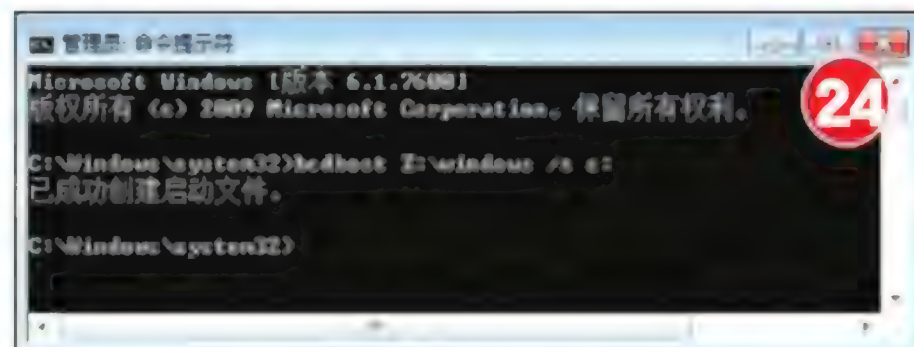 管理员: 命令提示符
Microsoft Windows [版本 6.1.7600]
版权所有 (c) 2009 Microsoft Corporation。保留所有权利。
24
C:\Windows\system32>bcdboot Z:\windows /s c:
已成功创建启动文件。
C:\Windows\system32>